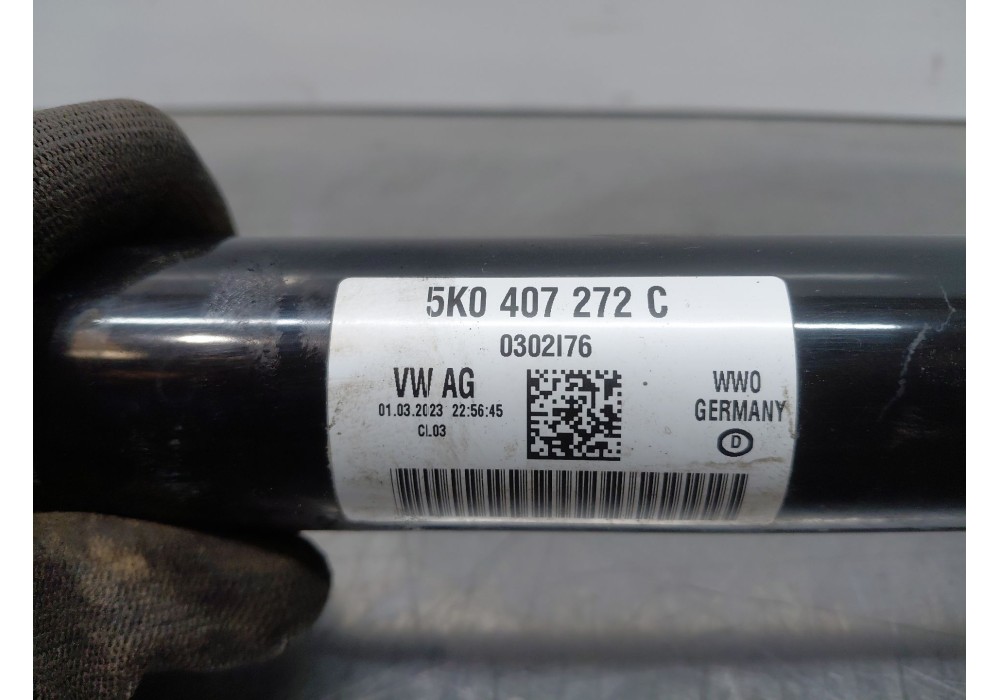 5K0 407 272 C
0302I76
VW AG
01.03.2023 22:56:45
CL03
WWO
GERMANY
D